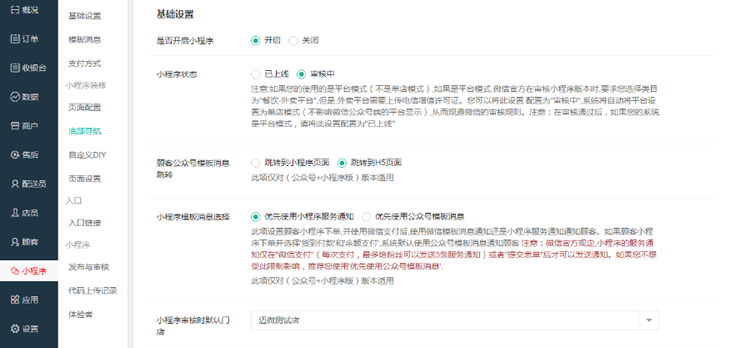 概况
订单
收银台
数据
商户
售后
配送员
店员
顾客
小程序
应用
设置
基础设置
模板消息
支付方式
小程序装修
页面配置
底部导航
自定义DIY
页面设置
入口
入口链接
小程序
发布与审核
代码上传记录
体验者
基础设置
是否开启小程序 开启 关闭
小程序状态 已上线 审核中
注意:如果您的使用的是平台模式（不是单店模式）,如果是平台模式,微信官方在审核小程序版本时,要求您选择类目
为"餐饮-外卖平台",但是,外卖平台需要上传电信增值许可证。您可以将此设置 配置为"审核中",系统将自动将平台设
置为单店模式（不影响微信公众号端的平台显示）,从而规避微信的审核规则。注意：在审核通过后，如果您的系统
是平台模式，请将此设置配置为"已上线"
顾客公众号模板消息 跳转到小程序页面 跳转到H5页面
跳转
此项仅对（公众号+小程序版）版本适用
小程序模板消息选择 优先使用小程序服务通知 优先使用公众号模板消息
此项设置顾客小程序下单,并使用微信支付后,使用微信模板消息通知还是小程序服务通知通知顾客。如果顾客小程
序下单并选择'货到付款'和'余额支付',系统默认使用公众号模板消息通知顾客 注意：微信官方规定,小程序的服务通
知仅在"微信支付"（每次支付，最多给粉丝可以发送3条服务通知）或者"提交表单"后才可以发送通知。如果您不想
受此限制影响，推荐您使用'优先使用公众号模板消息'.
此项仅对（公众号+小程序版）版本适用
小程序审核时默认门 迈微测试店
店